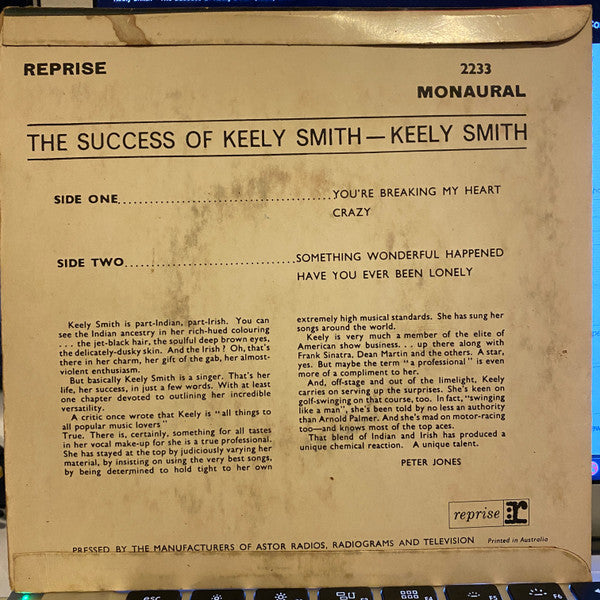 REPRISE
2233
MONAURAL
THE SUCCESS OF KEELY SMITH — KEELY SMITH
SIDE ONE..............................YOU'RE BREAKING MY HEART
CRAZY
SIDE TWO........................SOMETHING WONDERFUL HAPPENED
HAVE YOU EVER BEEN LONELY
Keely Smith is part-Indian, part-Irish. You can
see the Indian ancestry in her rich-hued colouring
. . . the jet-black hair, the soulful deep brown eyes,
the delicately-dusky skin. And the Irish ? Oh, that's
there in her charm, her gift of the gab, her almost-
violent enthusiasm.
But basically Keely Smith is a singer. That's her
life, her success, in just a few words. With at least
one chapter devoted to outlining her incredible
versatility.
A critic once wrote that Keely is "all things to
all popular music lovers"
True. There is, certainly, something for all tastes
in her vocal make-up for she is a true professional.
She has stayed at the top by judiciously varying her
material, by insisting on using the very best songs,
by being determined to hold tight to her own
extremely high musical standards. She has sung her
songs around the world.
Keely is very much a member of the elite of
American show business. . . up there along with
Frank Sinatra, Dean Martin and the others. A star,
yes. But maybe the term "a professional" is even
more of a compliment to her.
And, off-stage and out of the limelight, Keely
carries on serving up the surprises. She's keen on
golf-swinging on that course, too. In fact, "swinging
like a man", she's been told by no less an authority
than Arnold Palmer. And she's mad on motor-racing
too—and knows most of the top aces.
That blend of Indian and Irish has produced a
unique chemical reaction. A unique talent.
PETER JONES
reprise r:
PRESSED BY THE MANUFACTURERS OF ASTOR RADIOS, RADIOGRAMS AND TELEVISION
Printed in Australia
esc
F3
F4
F5
F6